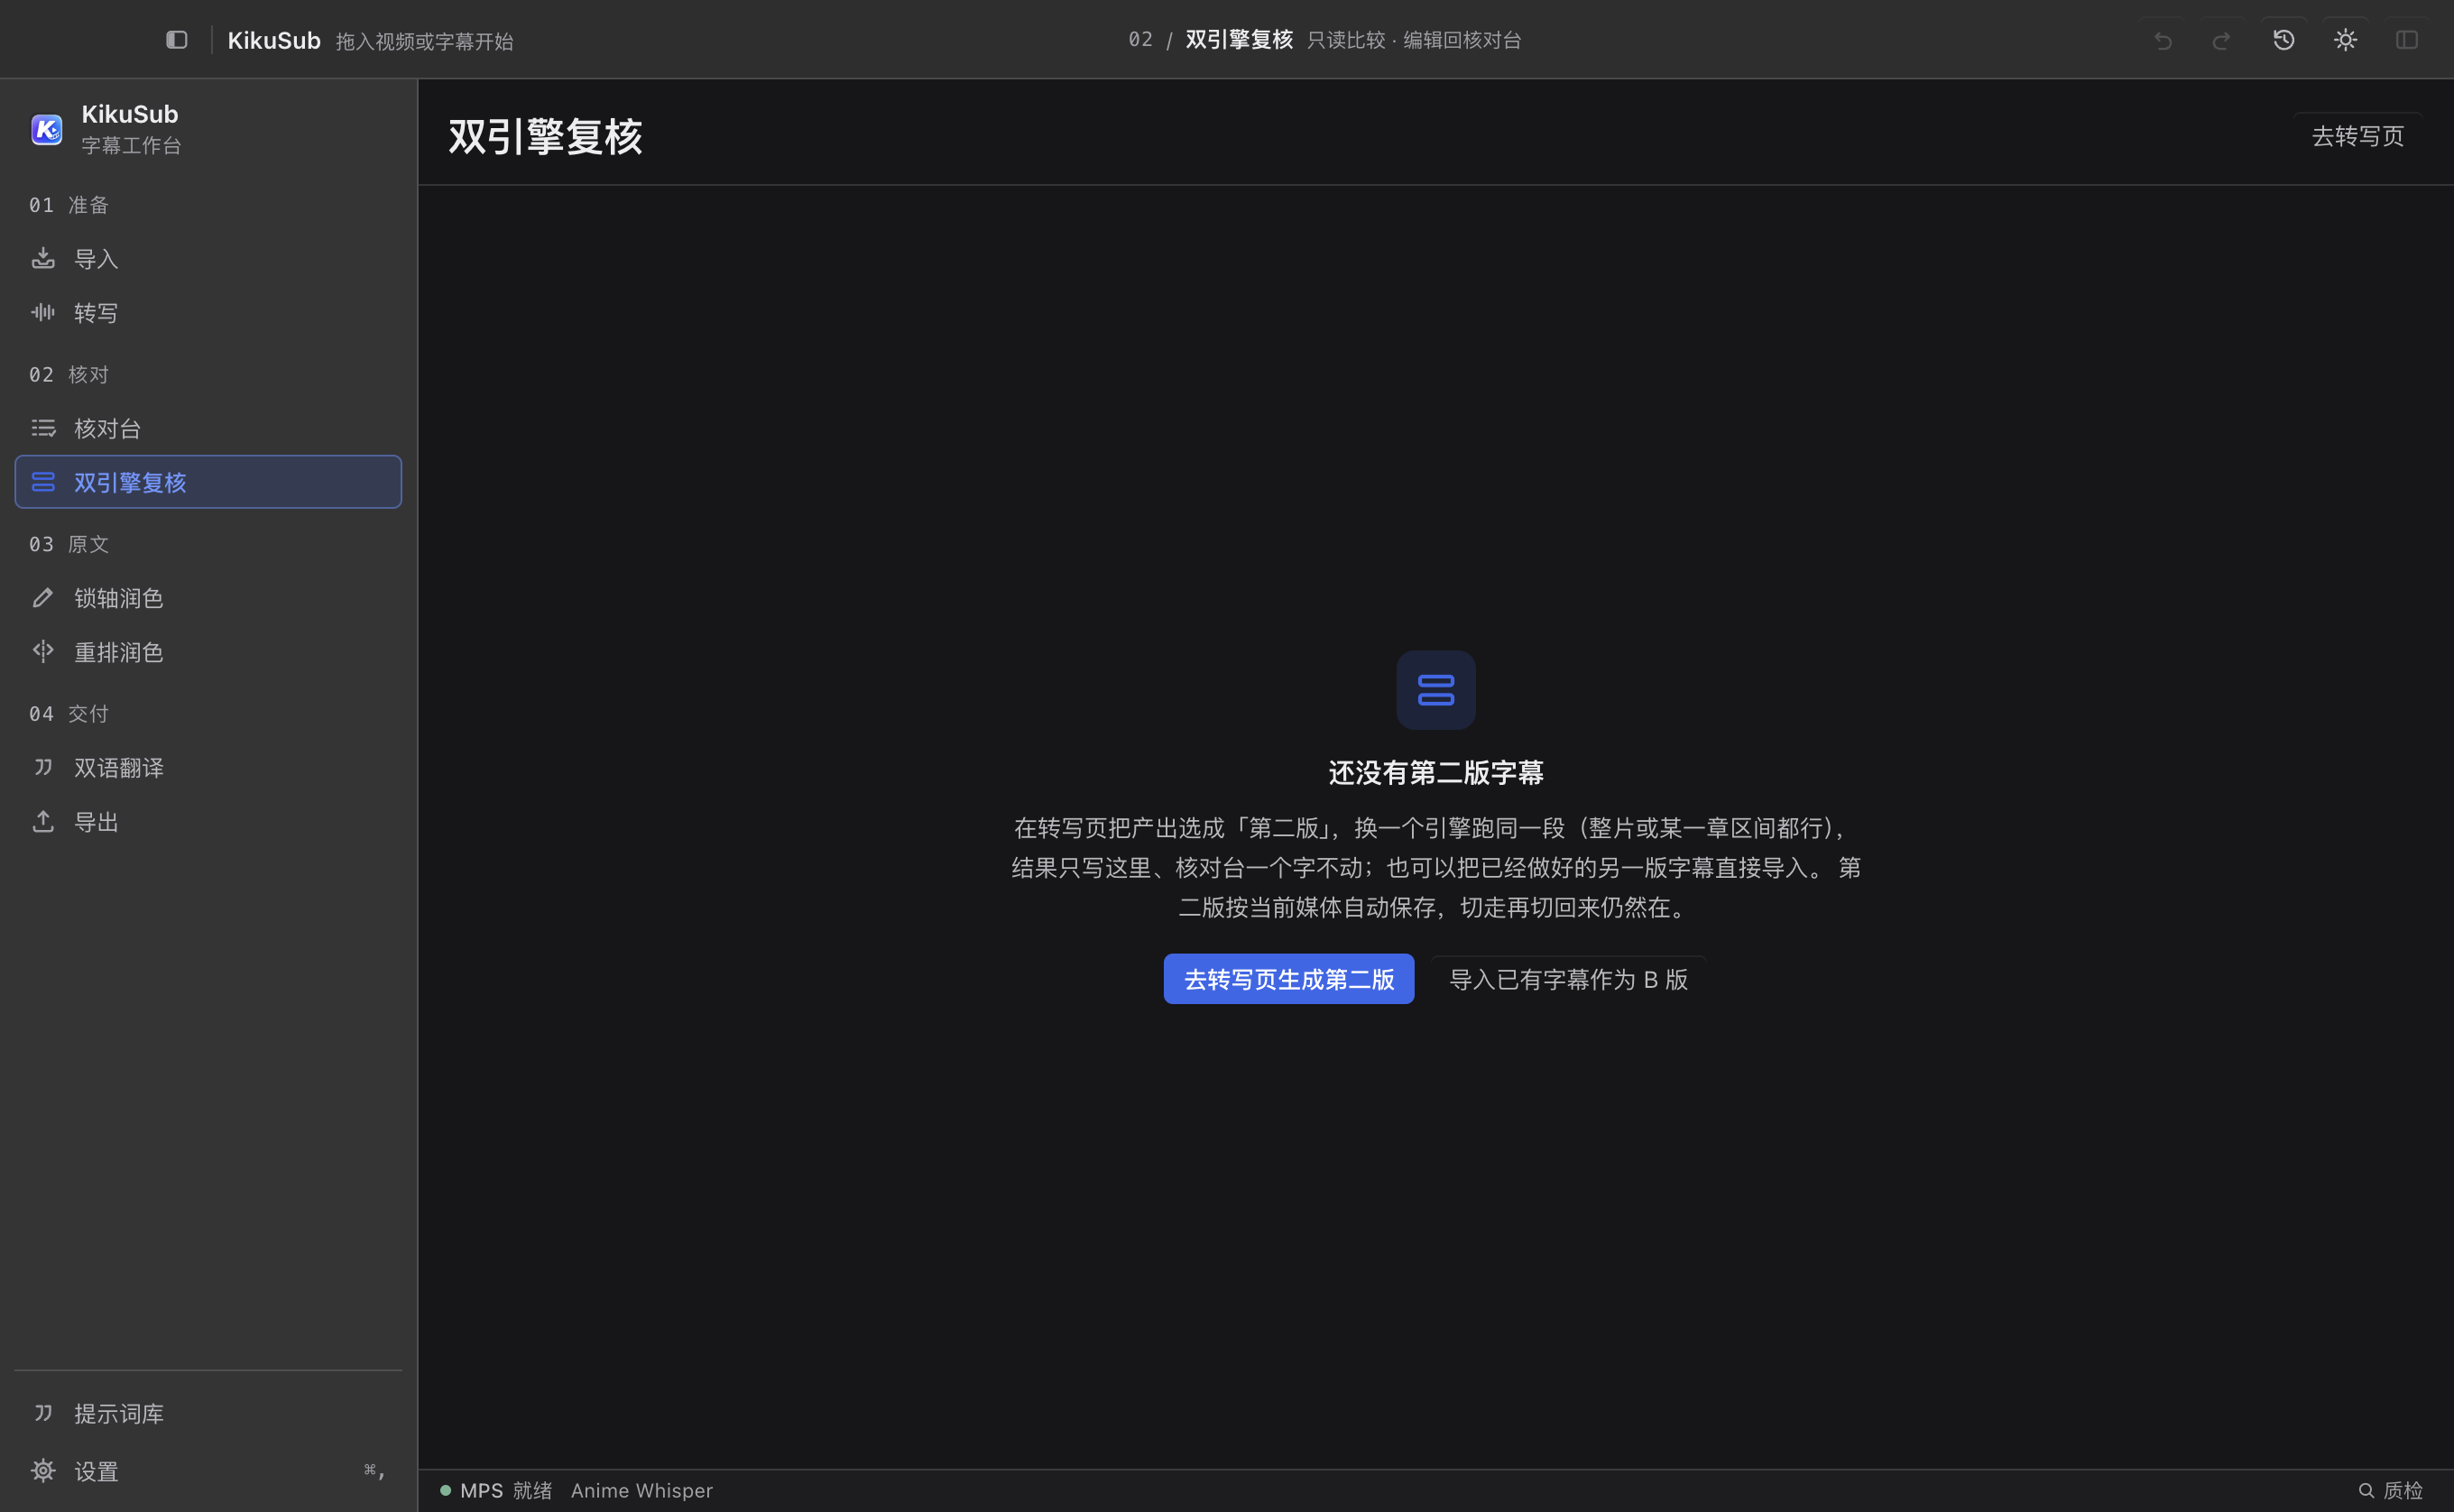 KikuSub 拖入视频或字幕开始
02 / 双引擎复核 只读比较 · 编辑回核对台
KikuSub
字幕工作台
01 准备
导入
转写
02 核对
核对台
双引擎复核
03 原文
锁轴润色
重排润色
04 交付
双语翻译
导出
提示词库
设置 ⌘,
双引擎复核
去转写页
还没有第二版字幕
在转写页把产出选成「第二版」，换一个引擎跑同一段（整片或某一章区间都行），
结果只写这里、核对台一个字不动；也可以把已经做好的另一版字幕直接导入。 第
二版按当前媒体自动保存，切走再切回来仍然在。
去转写页生成第二版
导入已有字幕作为 B 版
MPS 就绪 Anime Whisper
质检